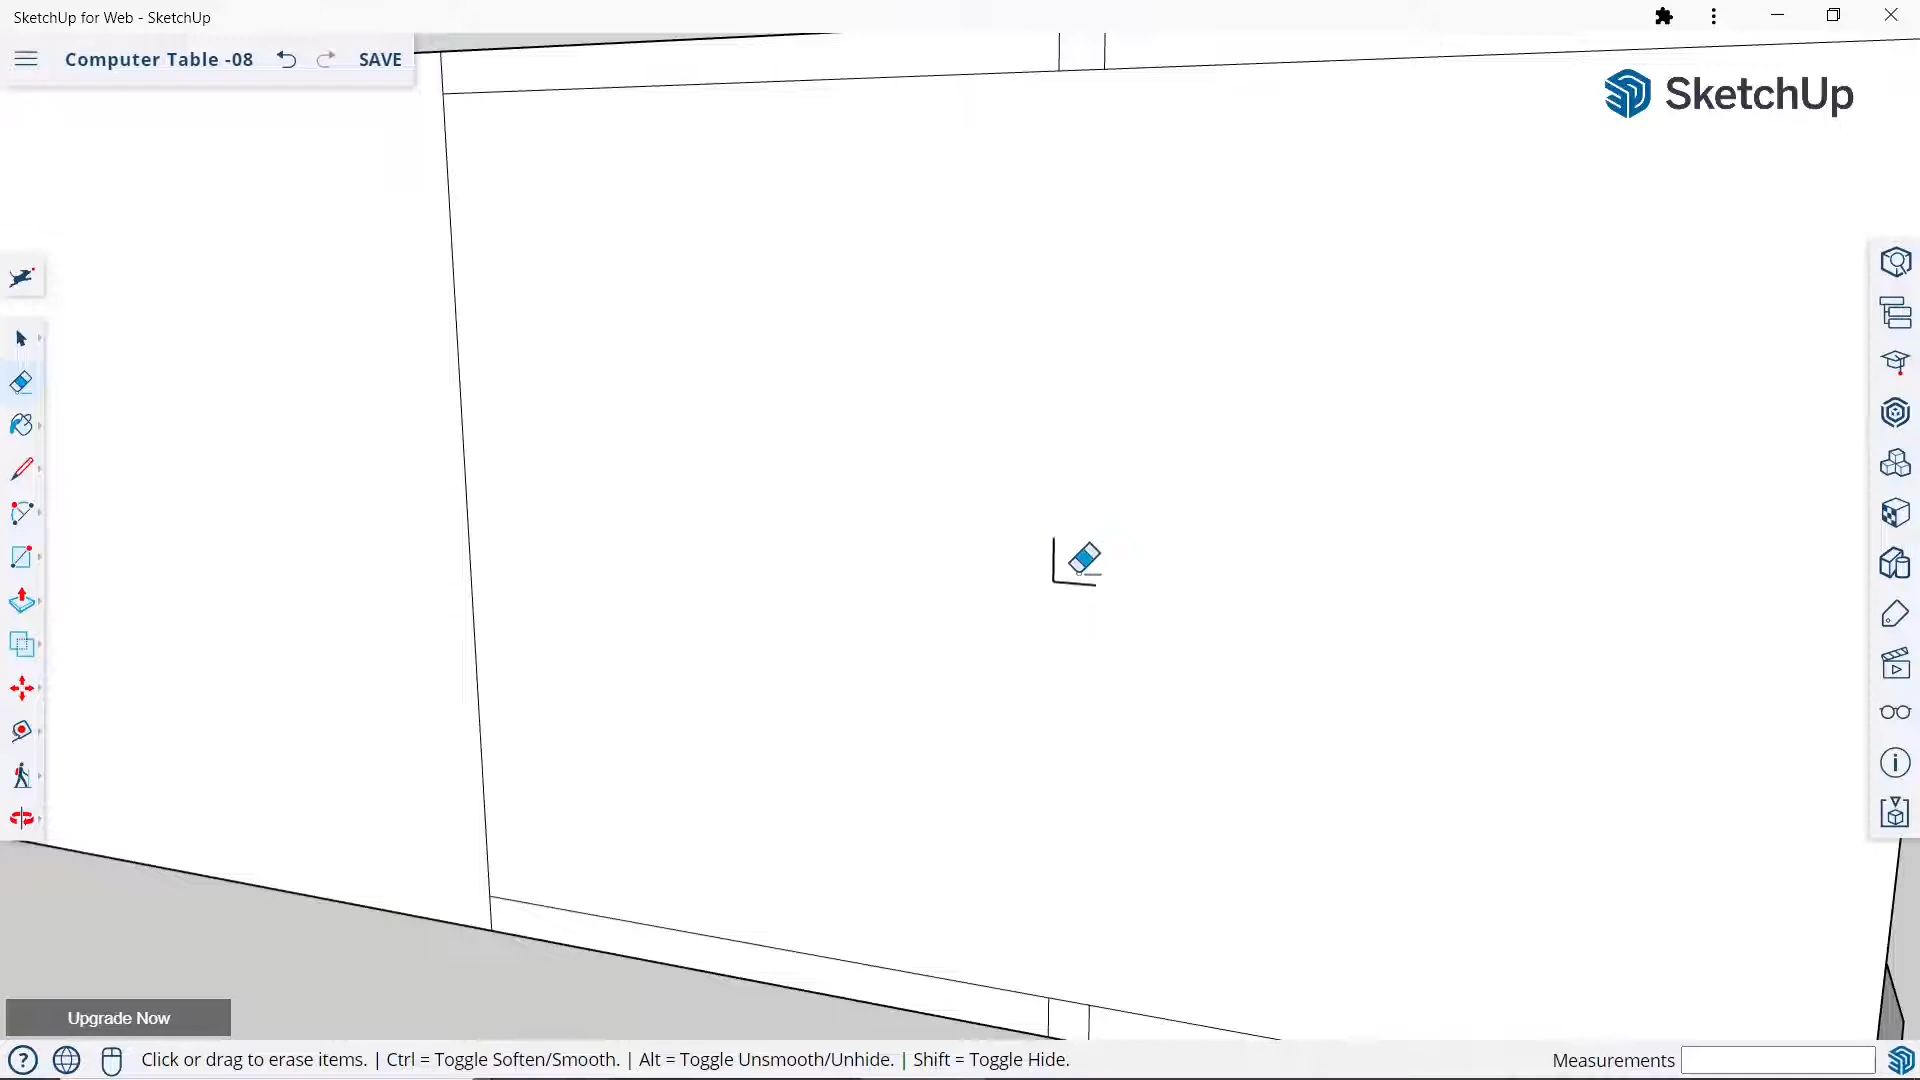 SketchUp for Web - SketchUp
Computer Table -08 SAVE
SketchUp
Upgrade Now
Click or drag to erase items. | Ctrl = Toggle Soften/Smooth. | Alt = Toggle Unsmooth/Unhide. | Shift = Toggle Hide. Measurements